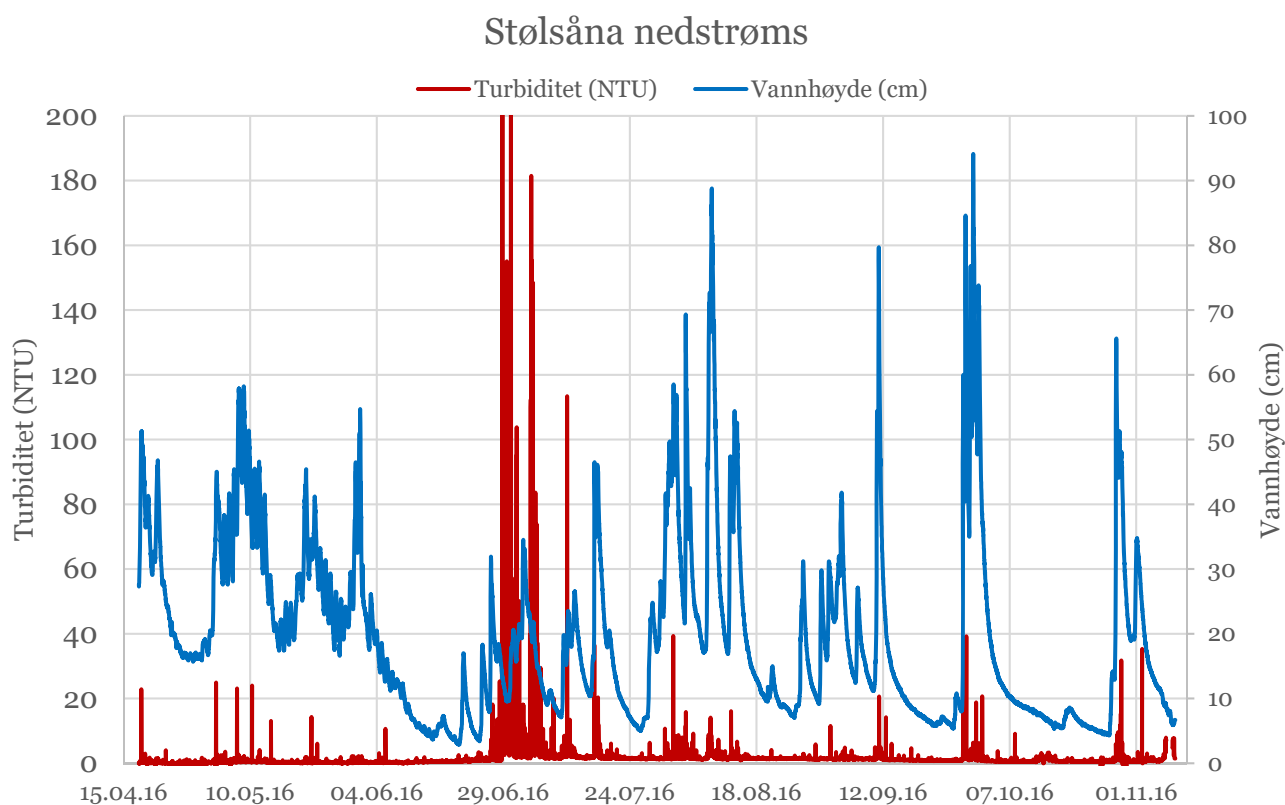 Stølsåna nedstrøms
Turbiditet (NTU) Vannhøyde (cm)
200 100
180 90
160 80
140 70
120 60
100 50
80 40
60 30
40 20
20 10
0 0
Turbiditet (NTU)
Vannhøyde (cm)
15.04.16 10.05.16 04.06.16 29.06.16 24.07.16 18.08.16 12.09.16 07.10.16 01.11.16